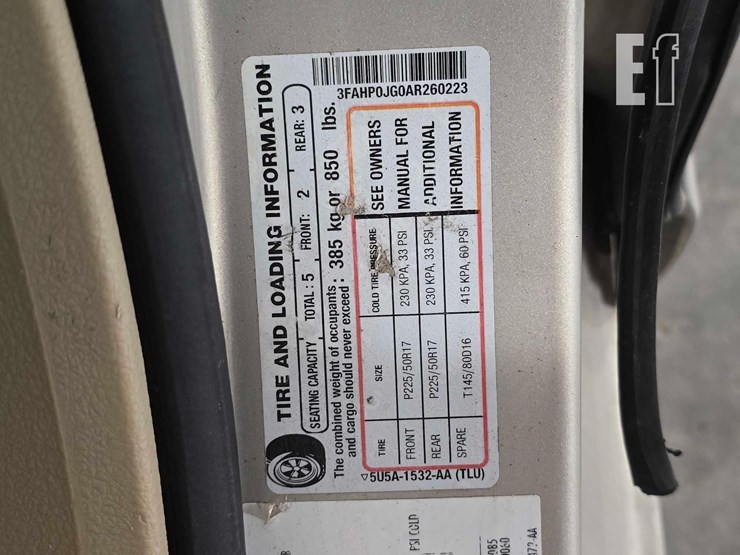 Ef
3FAHP0JG0AR260223
TIRE AND LOADING INFORMATION
SEATING CAPACITY TOTAL: 5 FRONT: 2 REAR: 3
The combined weight of occupants
and cargo should never exceed: 385 kg or 850 lbs.
TIRE SIZE COLD TIRE PRESSURE SEE OWNERS
FRONT P225/50R17 230 KPA, 33 PSI MANUAL FOR
REAR P225/50R17 230 KPA, 33 PSI ADDITIONAL
SPARE T145/80D16 415 KPA, 60 PSI INFORMATION
5U5A-1532-AA (TLU)
PSI COLD